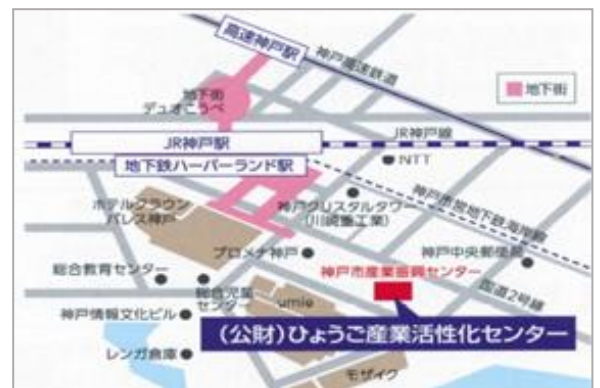 高速神戸駅
神戸高速鉄道
地下街
デュオこうべ
地下街
JR神戸駅
JR神戸線
NTT
地下鉄ハーバーランド駅
ホテルクラウン
パレス神戸
神戸クリスタルタワー
(川崎重工業)
神戸市営地下鉄海岸線
プロメナ神戸
神戸中央郵便局
総合教育センター
神戸市産業振興センター
総合児童
センター
umie
国道2号線
神戸情報文化ビル
(公財)ひょうご産業活性化センター
レンガ倉庫
モザイク